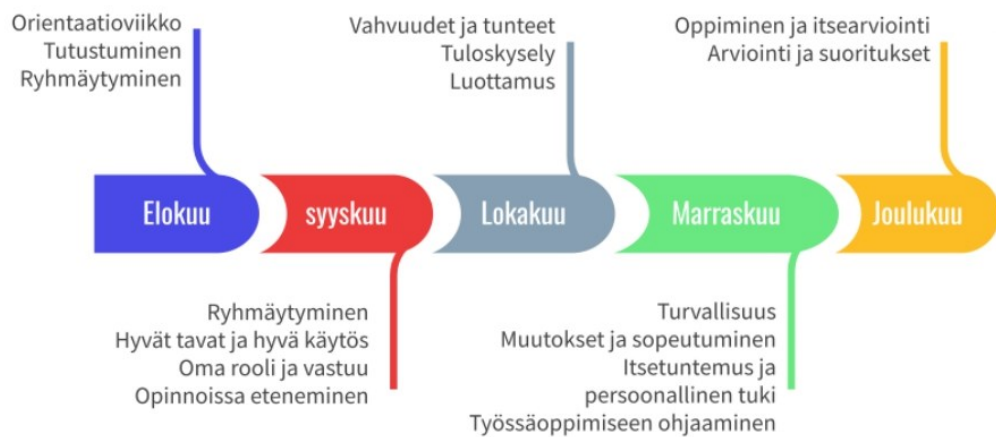 Orientaatioviikko
Tutustuminen
Ryhmäytyminen
Vahvuudet ja tunteet
Tuloskysely
Luottamus
Oppiminen ja itsearviointi
Arviointi ja suoritukset
Elokuu
syyskuu
Lokakuu
Marraskuu
Joulukuu
Ryhmäytyminen
Hyvät tavat ja hyvä käytös
Oma rooli ja vastuu
Opinnoissa eteneminen
Turvallisuus
Muutokset ja sopeutuminen
Itsetuntemus ja
persoonallinen tuki
Työssäoppimiseen ohjaaminen